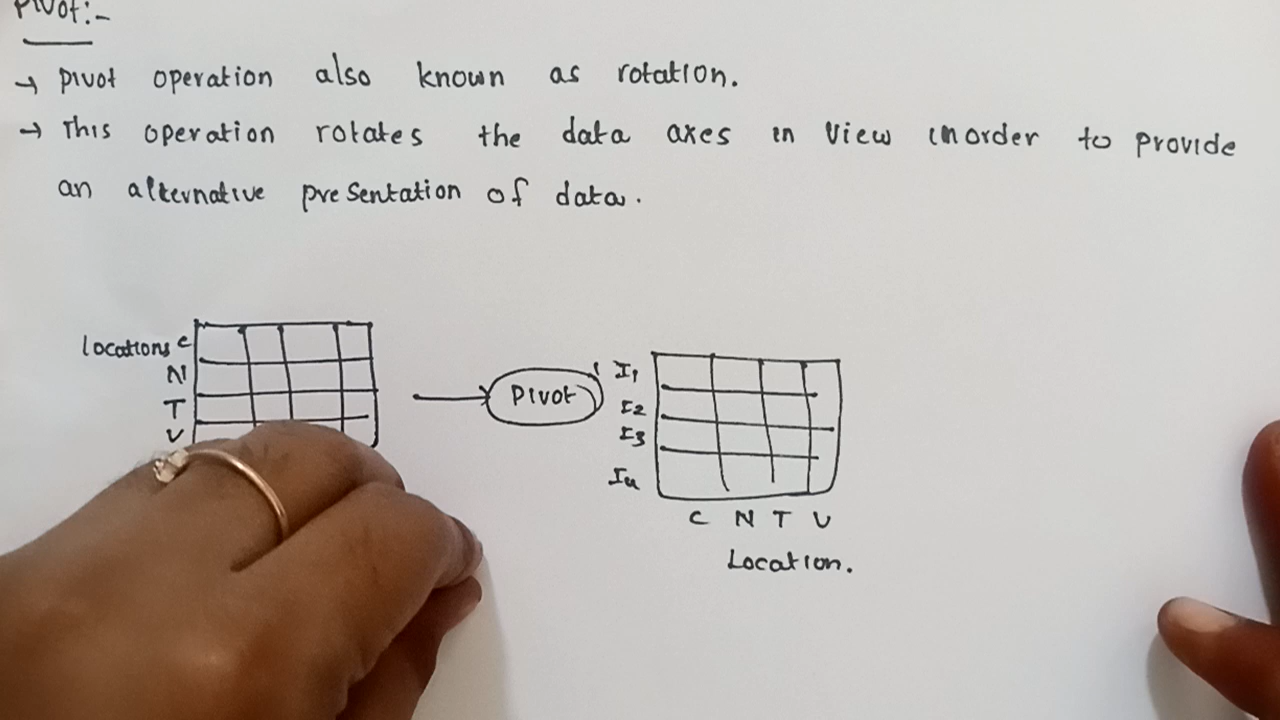 Pivot:-
→ pivot operation also known as rotation.
→ This operation rotates the data axes in view inorder to provide
an alternative presentation of data.
locations C
N
T
V
Pivot
I1
I2
I3
I4
C N T V
Location.